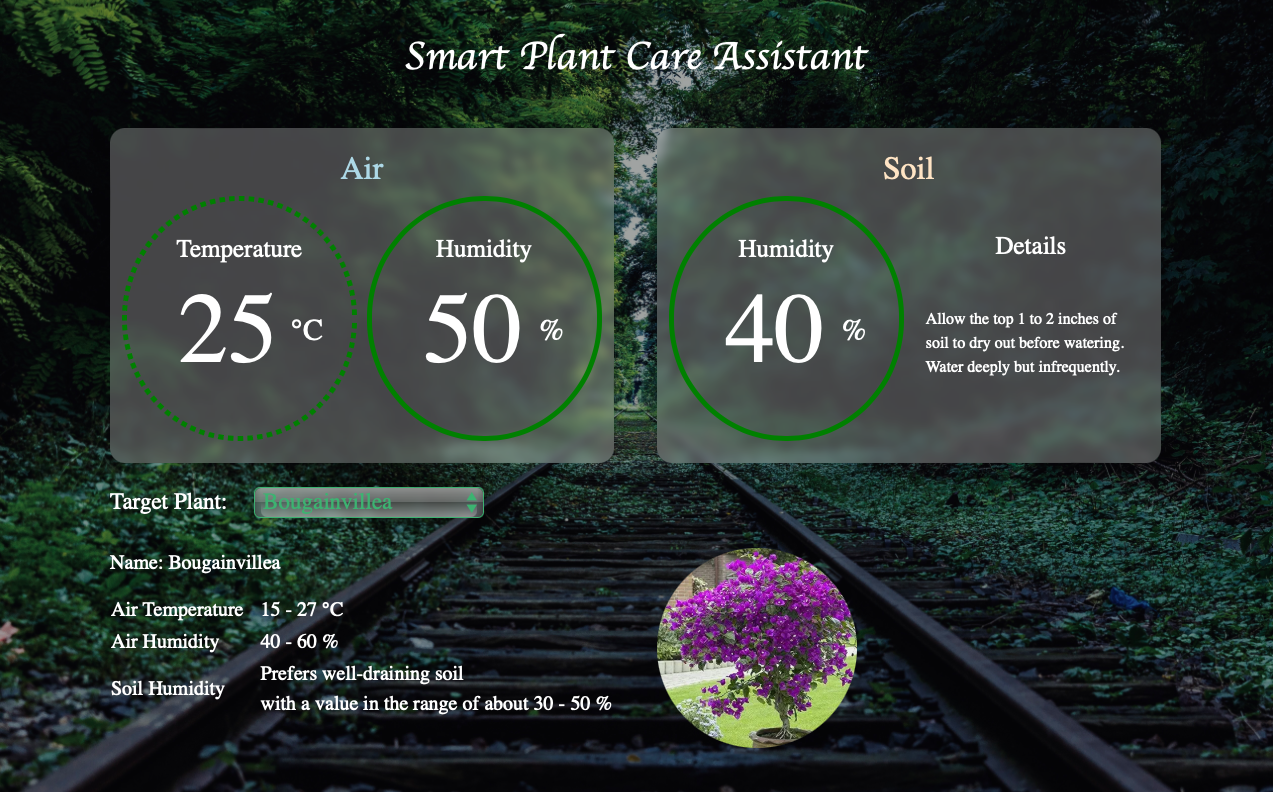 Smart Plant Care Assistant
Air
Temperature
25 °C
Humidity
50 %
Soil
Humidity
40 %
Details
Allow the top 1 to 2 inches of
soil to dry out before watering.
Water deeply but infrequently.
Target Plant: Bougainvillea
Name: Bougainvillea
Air Temperature 15 - 27 °C
Air Humidity 40 - 60 %
Soil Humidity Prefers well-draining soil
with a value in the range of about 30 - 50 %